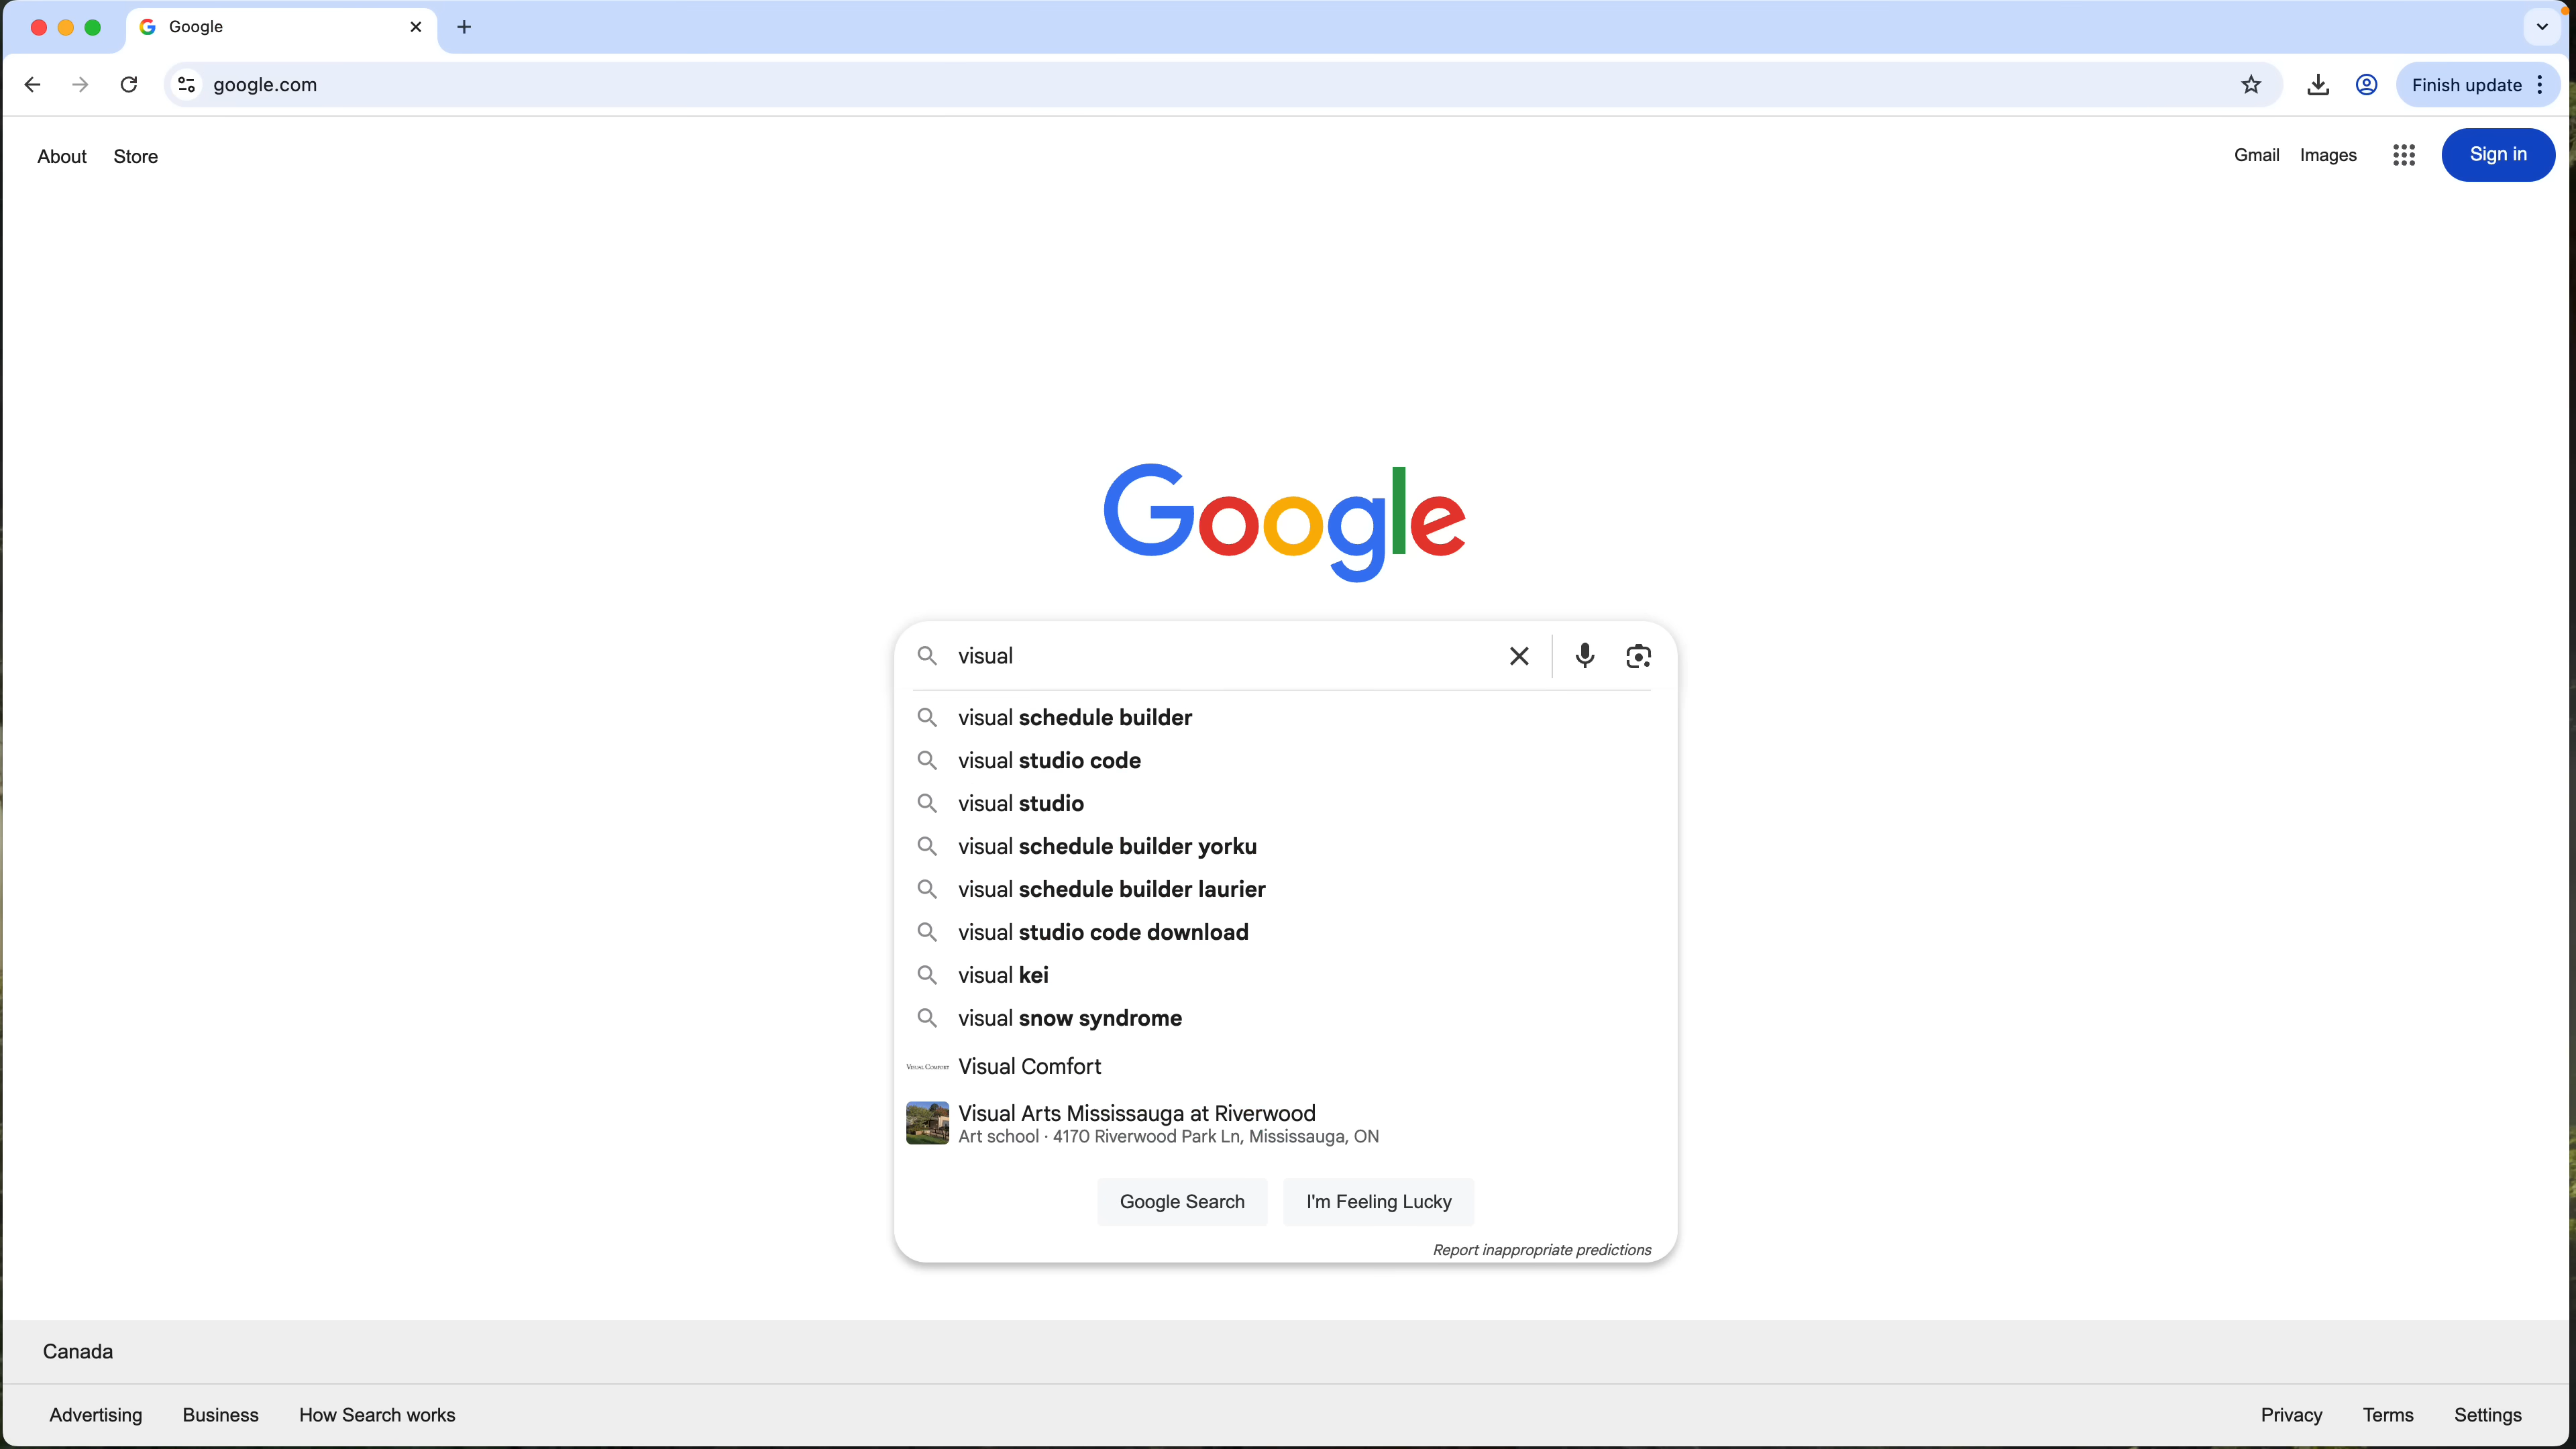 Google
google.com
Finish update
About
Store
Gmail
Images
Sign in
Google
visual
visual schedule builder
visual studio code
visual studio
visual schedule builder yorku
visual schedule builder laurier
visual studio code download
visual kei
visual snow syndrome
VISUAL COMFORT
Visual Comfort
Visual Arts Mississauga at Riverwood
Art school · 4170 Riverwood Park Ln, Mississauga, ON
Google Search
I'm Feeling Lucky
Report inappropriate predictions
Canada
Advertising
Business
How Search works
Privacy
Terms
Settings